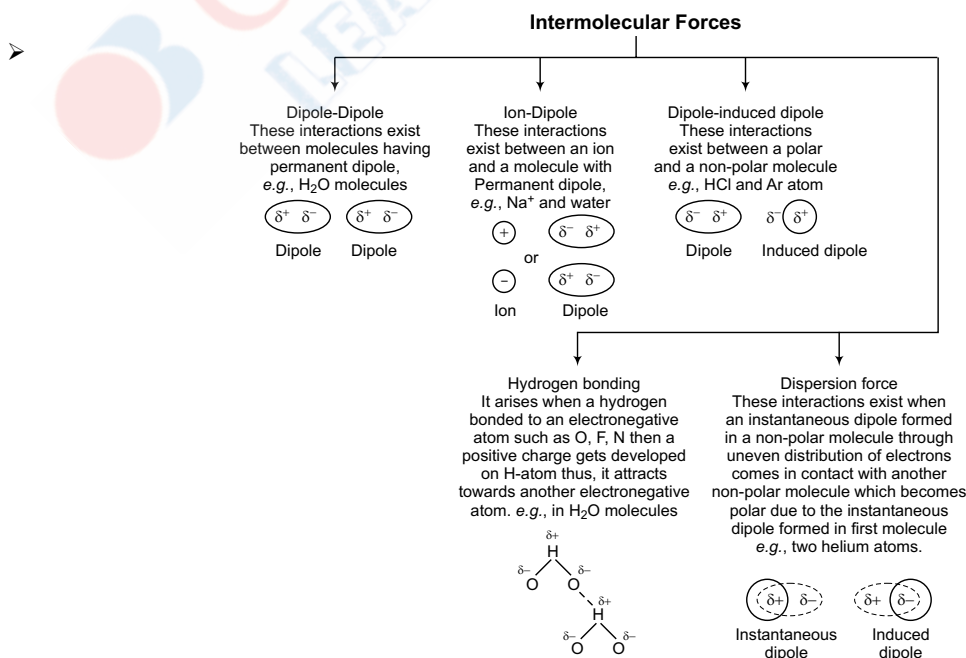 Intermolecular Forces
➢
Dipole-Dipole
These interactions exist
between molecules having
permanent dipole,
e.g., H₂O molecules
δ⁺ δ⁻ δ⁺ δ⁻
Dipole Dipole
Ion-Dipole
These interactions
exist between an ion
and a molecule with
Permanent dipole,
e.g., Na⁺ and water
+ δ⁻ δ⁺
or
− δ⁺ δ⁻
Ion Dipole
Dipole-induced dipole
These interactions
exist between a polar
and a non-polar molecule
e.g., HCl and Ar atom
δ⁻ δ⁺ δ⁻ δ⁺
Dipole Induced dipole
Hydrogen bonding
It arises when a hydrogen
bonded to an electronegative
atom such as O, F, N then a
positive charge gets developed
on H-atom thus, it attracts
towards another electronegative
atom. e.g., in H₂O molecules
δ+
H
δ− δ−
O O
δ+
H
δ− δ−
O O
Dispersion force
These interactions exist when
an instantaneous dipole formed
in a non-polar molecule through
uneven distribution of electrons
comes in contact with another
non-polar molecule which becomes
polar due to the instantaneous
dipole formed in first molecule
e.g., two helium atoms.
δ+ δ− δ+ δ−
Instantaneous Induced
dipole dipole